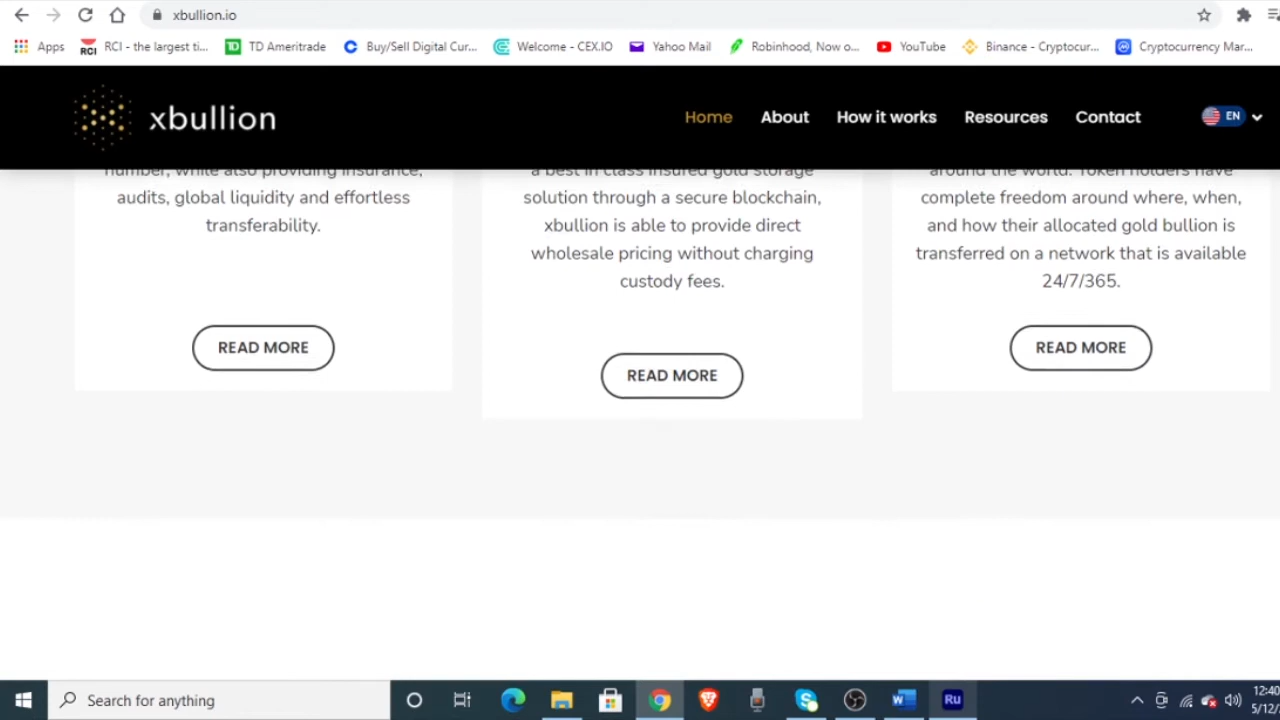 xbullion.io
Apps
RCI
RCI - the largest ti...
TD Ameritrade
Buy/Sell Digital Cur...
Welcome - CEX.IO
Yahoo Mail
Robinhood, Now o...
YouTube
Binance - Cryptocur...
Cryptocurrency Mar...
xbullion
Home
About
How it works
Resources
Contact
EN
number, while also providing insurance,
audits, global liquidity and effortless
transferability.
READ MORE
a best in class insured gold storage
solution through a secure blockchain,
xbullion is able to provide direct
wholesale pricing without charging
custody fees.
READ MORE
around the world. Token holders have
complete freedom around where, when,
and how their allocated gold bullion is
transferred on a network that is available
24/7/365.
READ MORE
Search for anything
Ru
12:40
5/12/